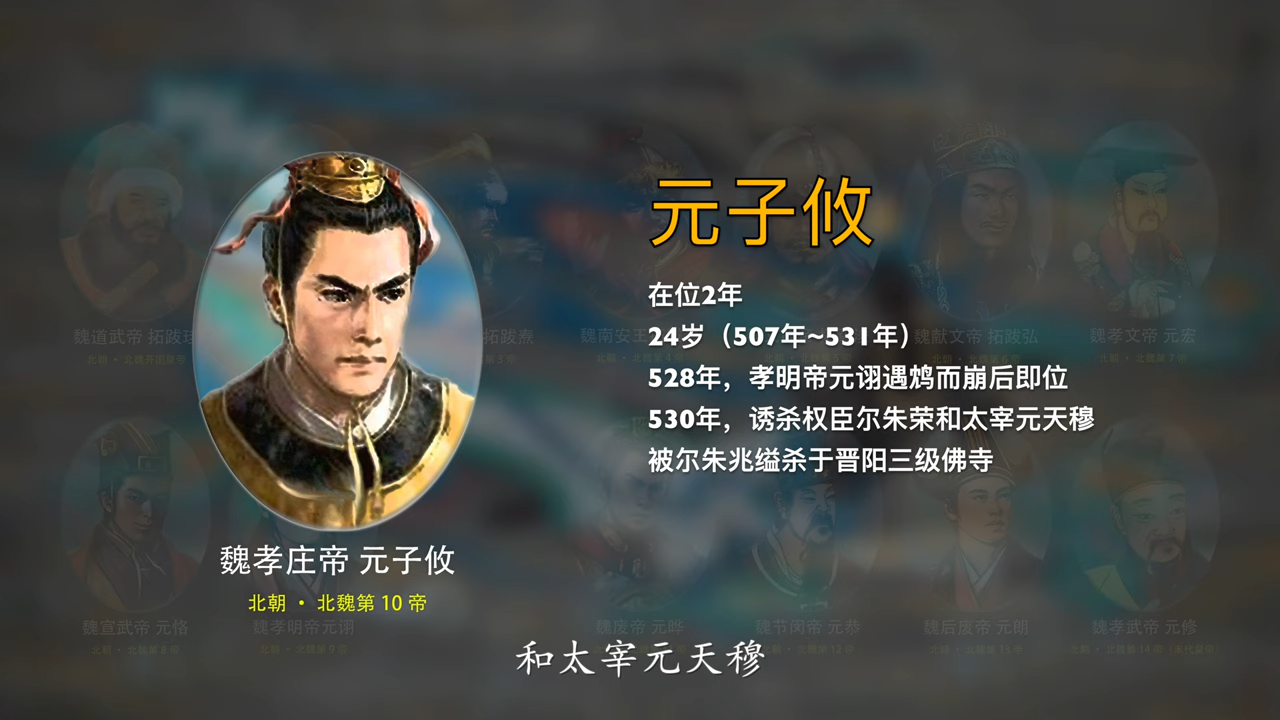 元子攸
在位2年
24岁（507年~531年）
528年，孝明帝元诩遇鸩而崩后即位
530年，诱杀权臣尔朱荣和太宰元天穆
被尔朱兆缢杀于晋阳三级佛寺
魏孝庄帝 元子攸
北朝 · 北魏第 10 帝
魏道武帝 拓跋
拓跋焘
魏南安王
魏献文帝 拓跋弘
魏孝文帝 元宏
魏宣武帝 元恪
魏孝明帝元诩
魏废帝 元晔
魏节闵帝 元恭
魏后废帝 元朗
魏孝武帝 元修
和太宰元天穆